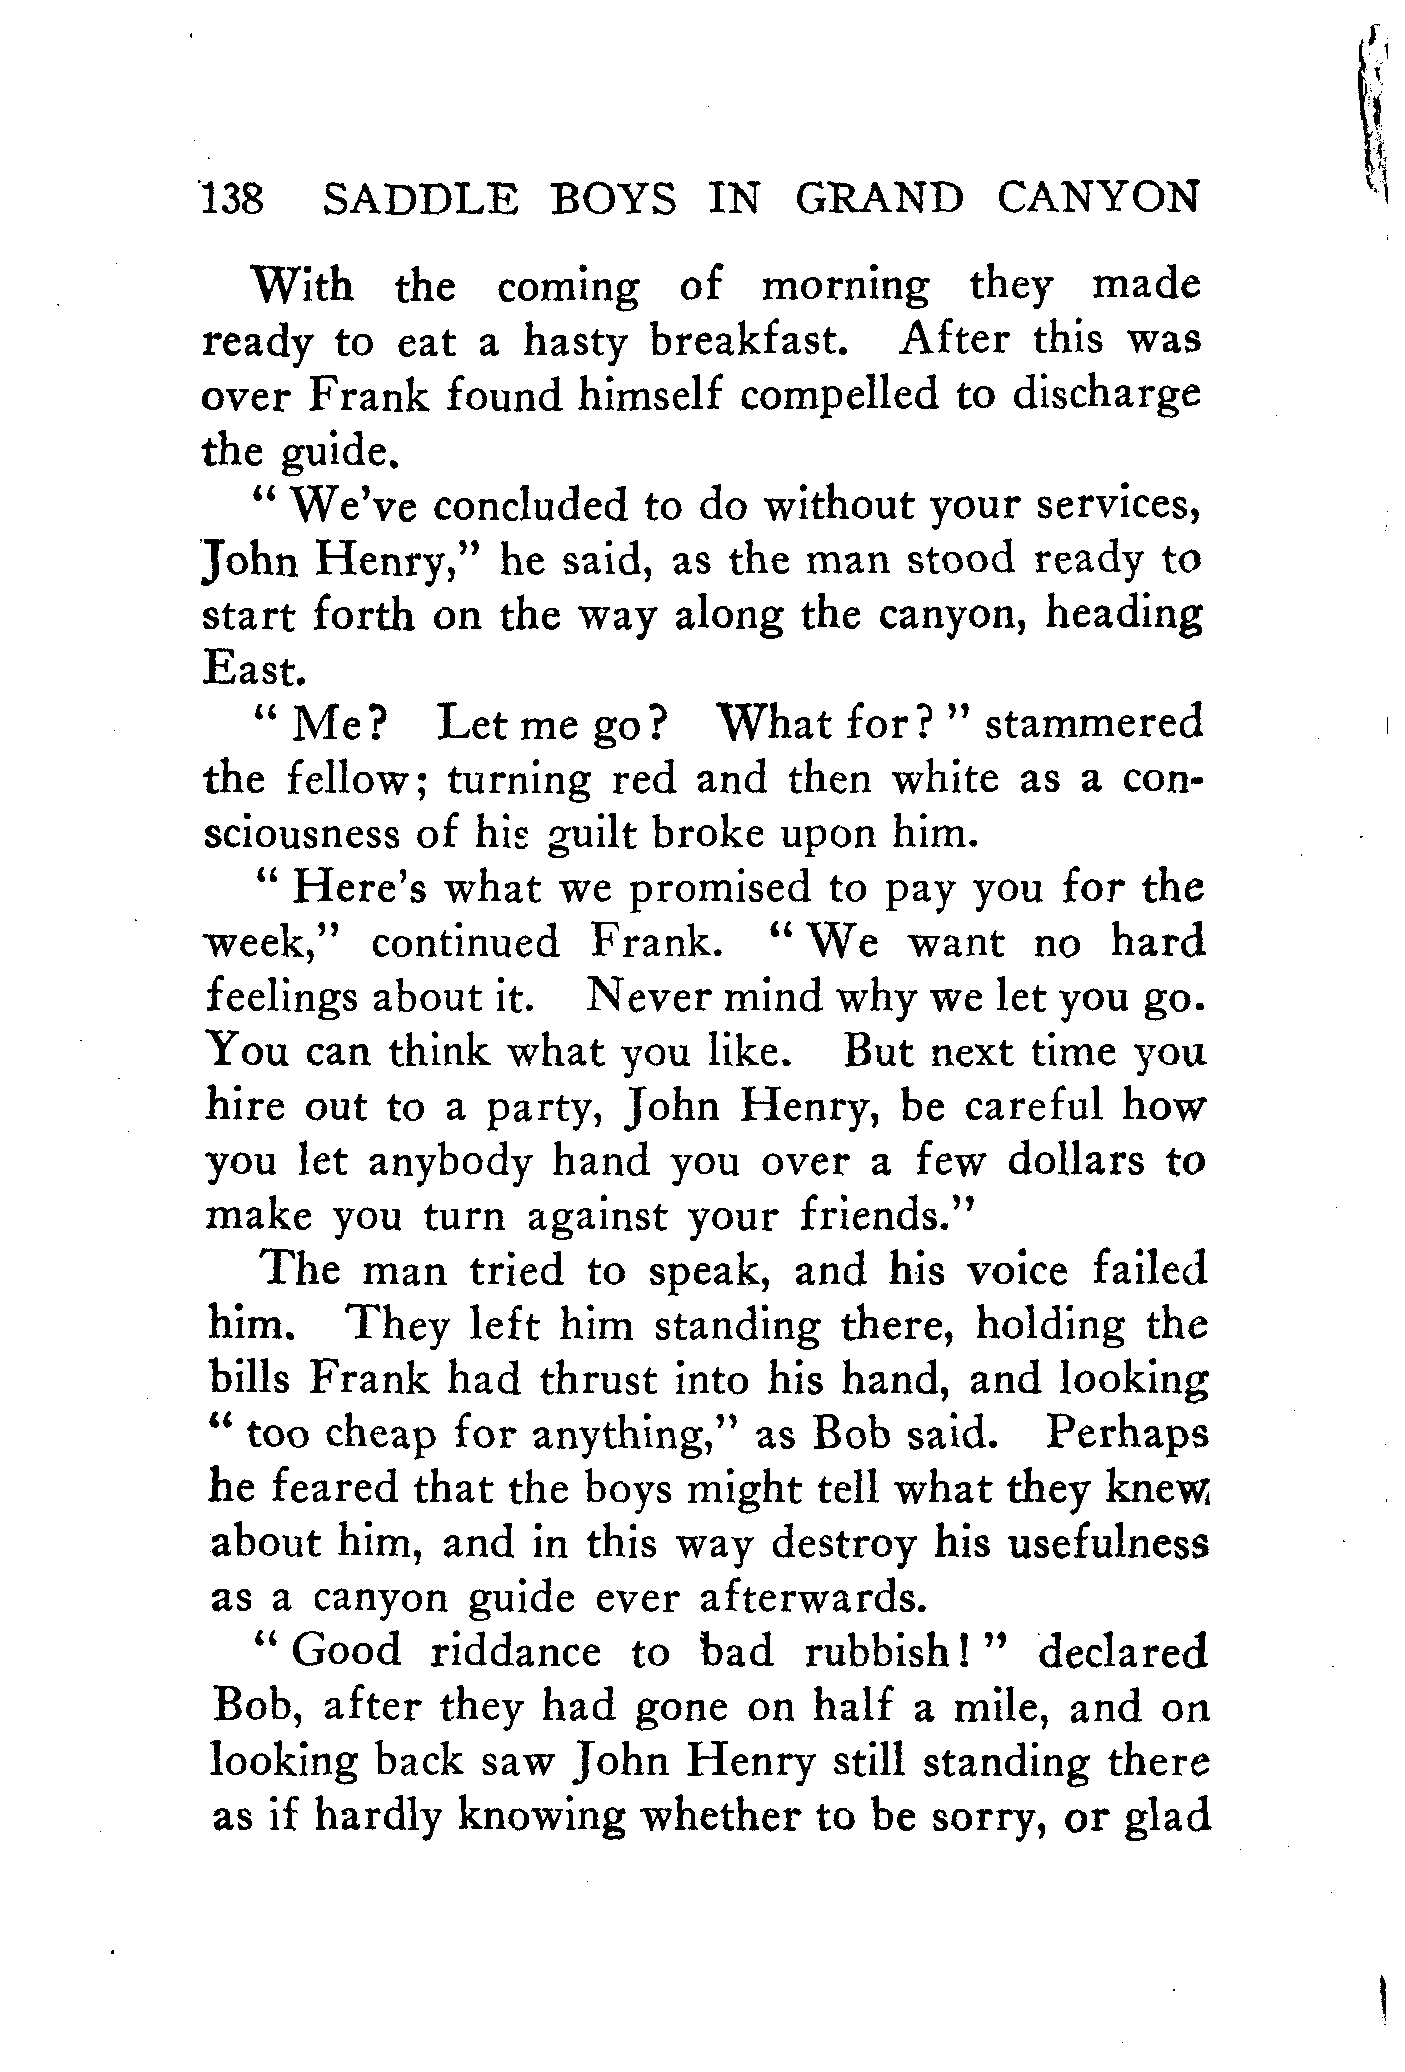 138 SADDLE BOYS IN GRAND CANYON
With the coming of morning they made
ready to eat a hasty breakfast. After this was
over Frank found himself compelled to discharge
the guide.
“ We've concluded to do without your services,
John Henry,” he said, as the man stood ready to
start forth on the way along the canyon, heading
East.
“ Me? Let me go? What for? ” stammered
the fellow; turning red and then white as a con-
sciousness of his guilt broke upon him.
“ Here's what we promised to pay you for the
week,” continued Frank. “ We want no hard
feelings about it. Never mind why we let you go.
You can think what you like. But next time you
hire out to a party, John Henry, be careful how
you let anybody hand you over a few dollars to
make you turn against your friends.”
The man tried to speak, and his voice failed
him. They left him standing there, holding the
bills Frank had thrust into his hand, and looking
“ too cheap for anything,” as Bob said. Perhaps
he feared that the boys might tell what they knew
about him, and in this way destroy his usefulness
as a canyon guide ever afterwards.
“ Good riddance to bad rubbish! ” declared
Bob, after they had gone on half a mile, and on
looking back saw John Henry still standing there
as if hardly knowing whether to be sorry, or glad